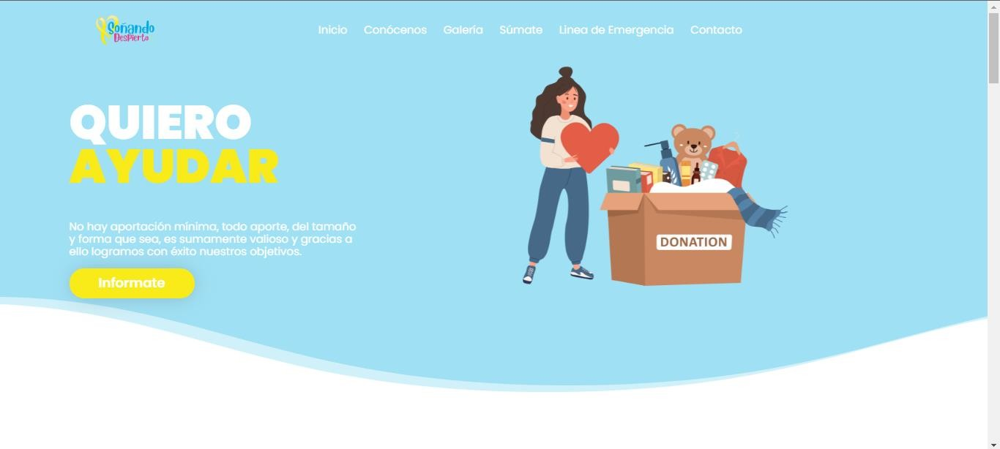 Soñando
Despierto
Inicio Conócenos Galería Súmate Linea de Emergencia Contacto
QUIERO
AYUDAR
No hay aportación mínima, todo aporte, del tamaño
y forma que sea, es sumamente valioso y gracias a
ello logramos con éxito nuestros objetivos.
Informate
DONATION